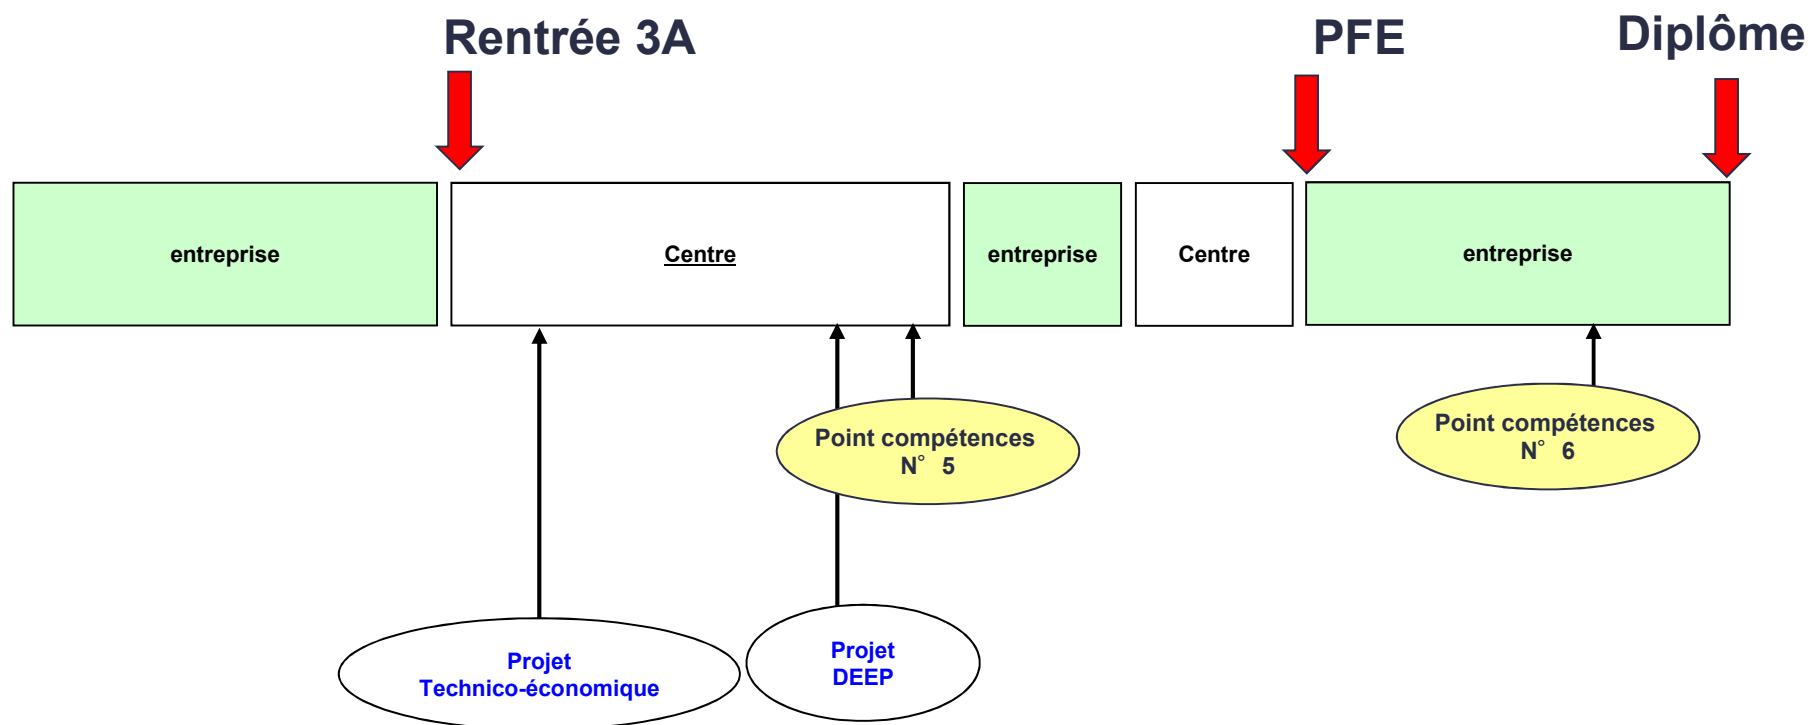 Rentrée 3A
PFE
Diplôme
entreprise
Centre
entreprise
Centre
entreprise
Point compétences
N° 5
Point compétences
N° 6
Projet
Technico-économique
Projet
DEEP